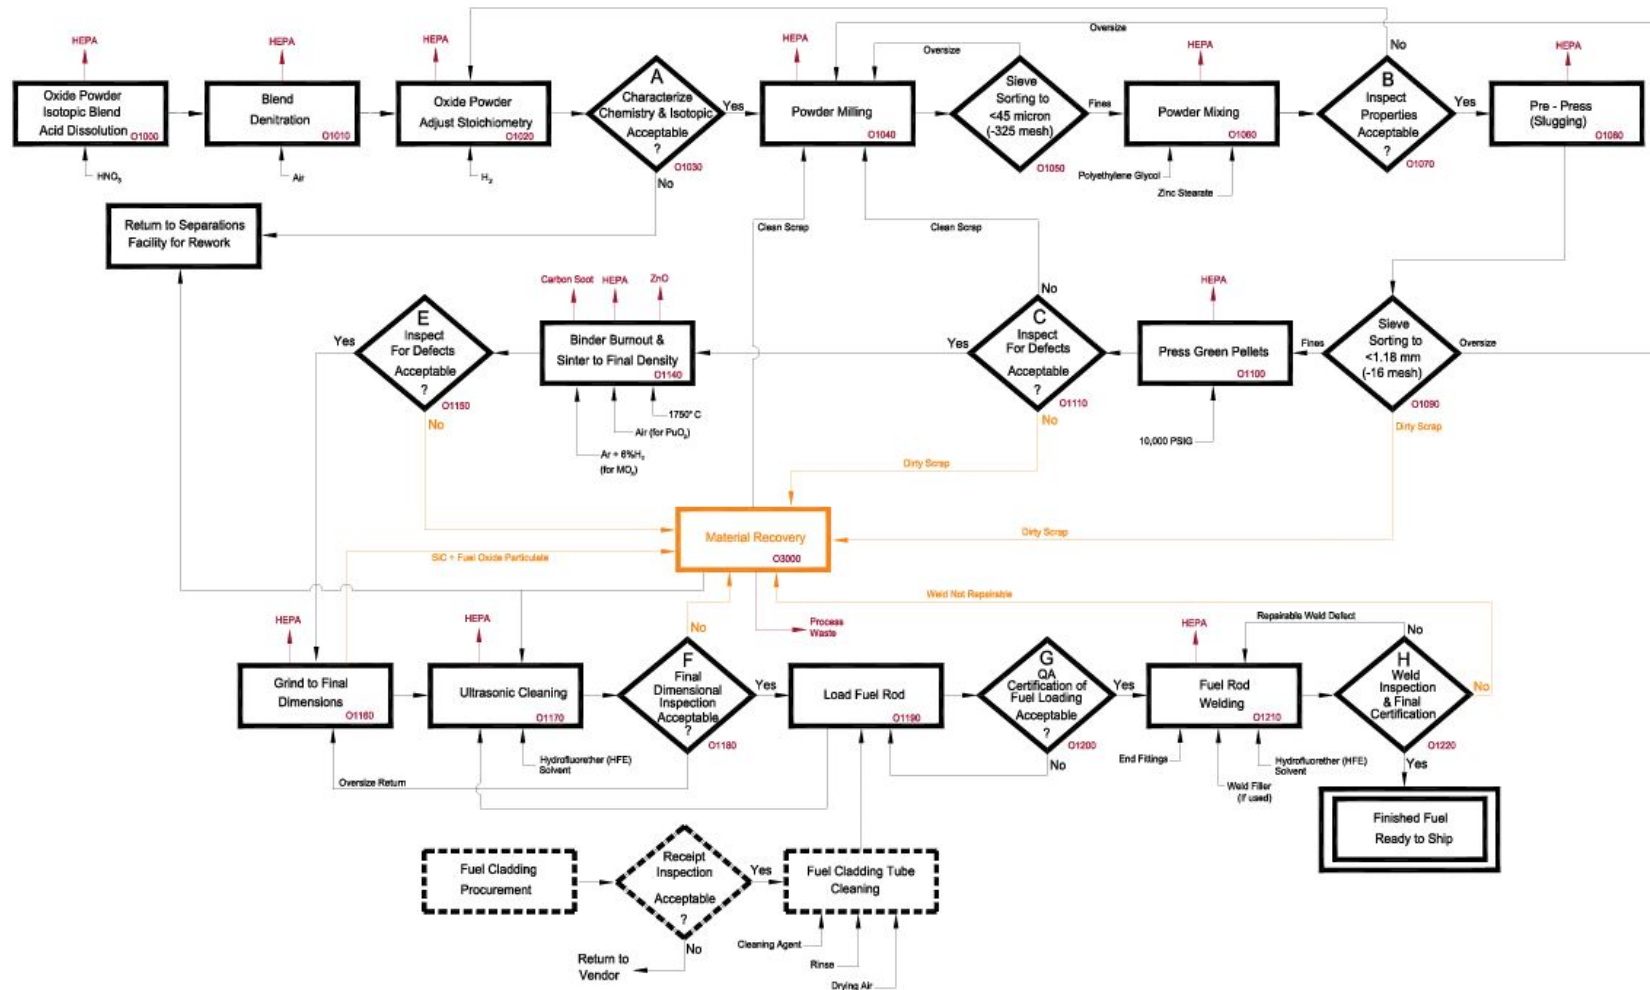 Oversize
No
HEPA
HEPA
HEPA
HEPA
Oversize
HEPA
HEPA
Oxide Powder
Isotopic Blend
Acid Dissolution
O1000
Blend
Denitration
O1010
Oxide Powder
Adjust Stoichiometry
O1020
A
Characterize
Chemistry & Isotopic
Acceptable
?
O1030
Yes
No
Powder Milling
O1040
Sieve
Sorting to
<45 micron
(-325 mesh)
O1050
Fines
Powder Mixing
O1060
B
Inspect
Properties
Acceptable
?
O1070
Yes
Pre - Press
(Slugging)
O1080
HNO₃
Air
H₂
Polyethylene Glycol
Zinc Stearate
Return to Separations
Facility for Rework
Clean Scrap
Clean Scrap
Carbon Soot
HEPA
ZnO
HEPA
Yes
E
Inspect
For Defects
Acceptable
?
O1150
No
Binder Burnout &
Sinter to Final Density
O1140
Yes
No
C
Inspect
For Defects
Acceptable
?
O1110
No
Press Green Pellets
O1100
Fines
Sieve
Sorting to
<1.18 mm
(-16 mesh)
O1090
Oversize
Dirty Scrap
1750° C
Air (for PuO₂)
Ar + 6%H₂
(for MO₂)
10,000 PSIG
Dirty Scrap
Dirty Scrap
Material Recovery
O3000
SiC + Fuel Oxide Particulate
Weld Not Repairable
Process
Waste
Repairable Weld Defect
HEPA
HEPA
HEPA
No
No
Grind to Final
Dimensions
O1160
Ultrasonic Cleaning
O1170
F
Final
Dimensional
Inspection
Acceptable
?
O1180
Yes
Load Fuel Rod
O1190
G
QA
Certification of
Fuel Loading
Acceptable
?
O1200
Yes
No
Fuel Rod
Welding
O1210
H
Weld
Inspection
& Final
Certification
O1220
No
Yes
Hydrofluorether (HFE)
Solvent
Oversize Return
End Fittings
Weld Filler
(if used)
Hydrofluorether (HFE)
Solvent
Finished Fuel
Ready to Ship
Fuel Cladding
Procurement
Receipt
Inspection
Acceptable
?
Yes
No
Fuel Cladding Tube
Cleaning
Return to
Vendor
Cleaning Agent
Rinse
Drying Air